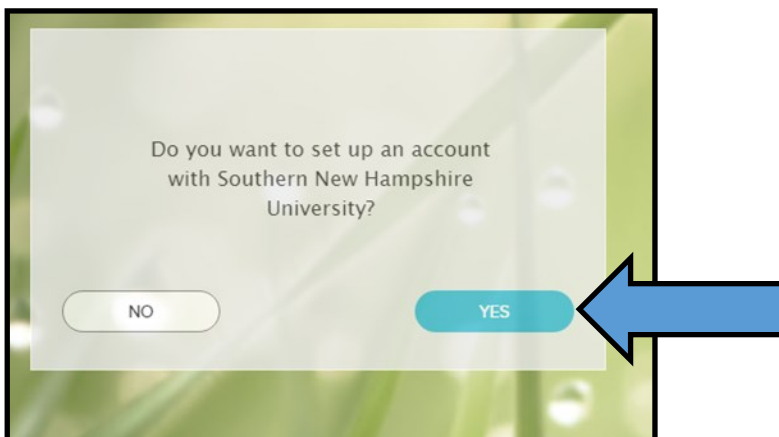 Do you want to set up an account
with Southern New Hampshire
University?
NO YES